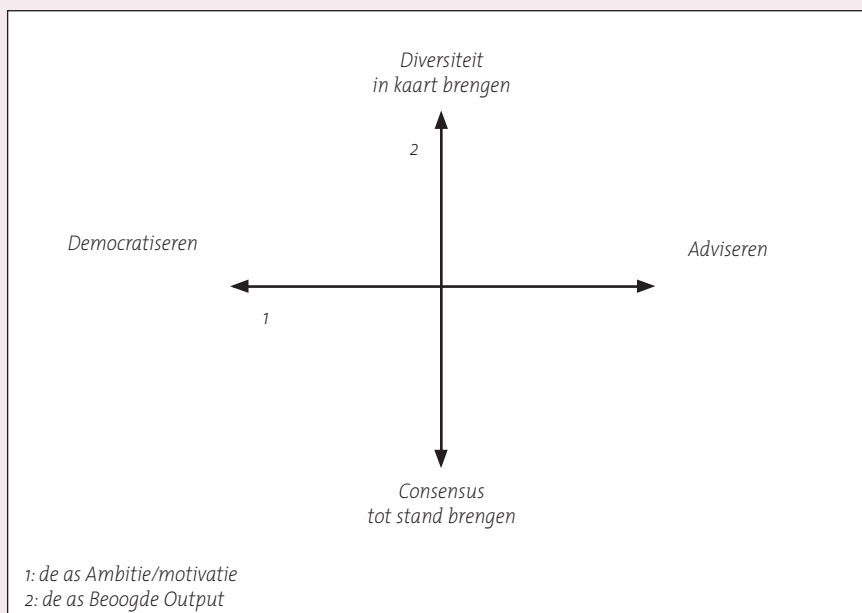 Diversiteit
in kaart brengen
2
Democratiseren
Adviseren
1
Consensus
tot stand brengen
1: de as Ambitie/motivatie
2: de as Beoogde Output